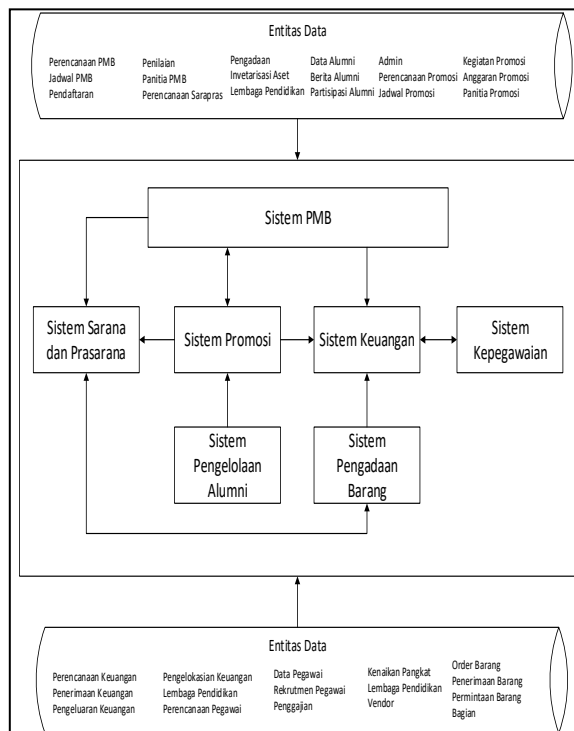 Entitas Data
Perencanaan PMB
Jadwal PMB
Pendaftaran
Penilaian
Panitia PMB
Perencanaan Sarapras
Pengadaan
Invetarisasi Aset
Lembaga Pendidikan
Data Alumni
Berita Alumni
Partisipasi Alumni
Admin
Perencanaan Promosi
Jadwal Promosi
Kegiatan Promosi
Anggaran Promosi
Panitia Promosi
Sistem PMB
Sistem Sarana
dan Prasarana
Sistem Promosi
Sistem Keuangan
Sistem
Kepegawaian
Sistem
Pengelolaan
Alumni
Sistem
Pengadaan
Barang
Entitas Data
Perencanaan Keuangan
Penerimaan Keuangan
Pengeluaran Keuangan
Pengelokasian Keuangan
Lembaga Pendidikan
Perencanaan Pegawai
Data Pegawai
Rekrutmen Pegawai
Penggajian
Kenaikan Pangkat
Lembaga Pendidikan
Vendor
Order Barang
Penerimaan Barang
Permintaan Barang
Bagian